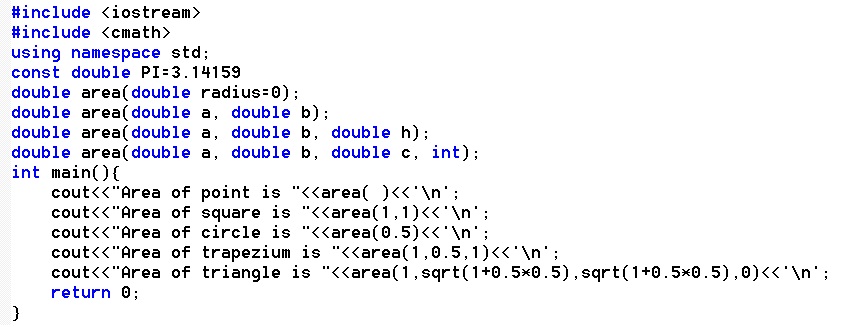 #include <iostream>
#include <cmath>
using namespace std;
const double PI=3.14159
double area(double radius=0);
double area(double a, double b);
double area(double a, double b, double h);
double area(double a, double b, double c, int);
int main(){
    cout<<"Area of point is "<<area( )<<'\n';
    cout<<"Area of square is "<<area(1,1)<<'\n';
    cout<<"Area of circle is "<<area(0.5)<<'\n';
    cout<<"Area of trapezium is "<<area(1,0.5,1)<<'\n';
    cout<<"Area of triangle is "<<area(1,sqrt(1+0.5*0.5),sqrt(1+0.5*0.5),0)<<'\n';
    return 0;
}